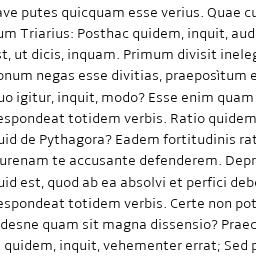 ave putes quicquam esse verius. Quae cu
um Triarius: Posthac quidem, inquit, aud
st, ut dicis, inquam. Primum divisit ineleg
onum negas esse divitias, praeposìtum e
uo igitur, inquit, modo? Esse enim quam
espondeat totidem verbis. Ratio quidem
uid de Pythagora? Eadem fortitudinis rat
urenam te accusante defenderem. Depr
uid est, quod ab ea absolvi et perfici debe
espondeat totidem verbis. Certe non pot
desne quam sit magna dissensio? Praec
quidem, inquit, vehementer errat; Sed p